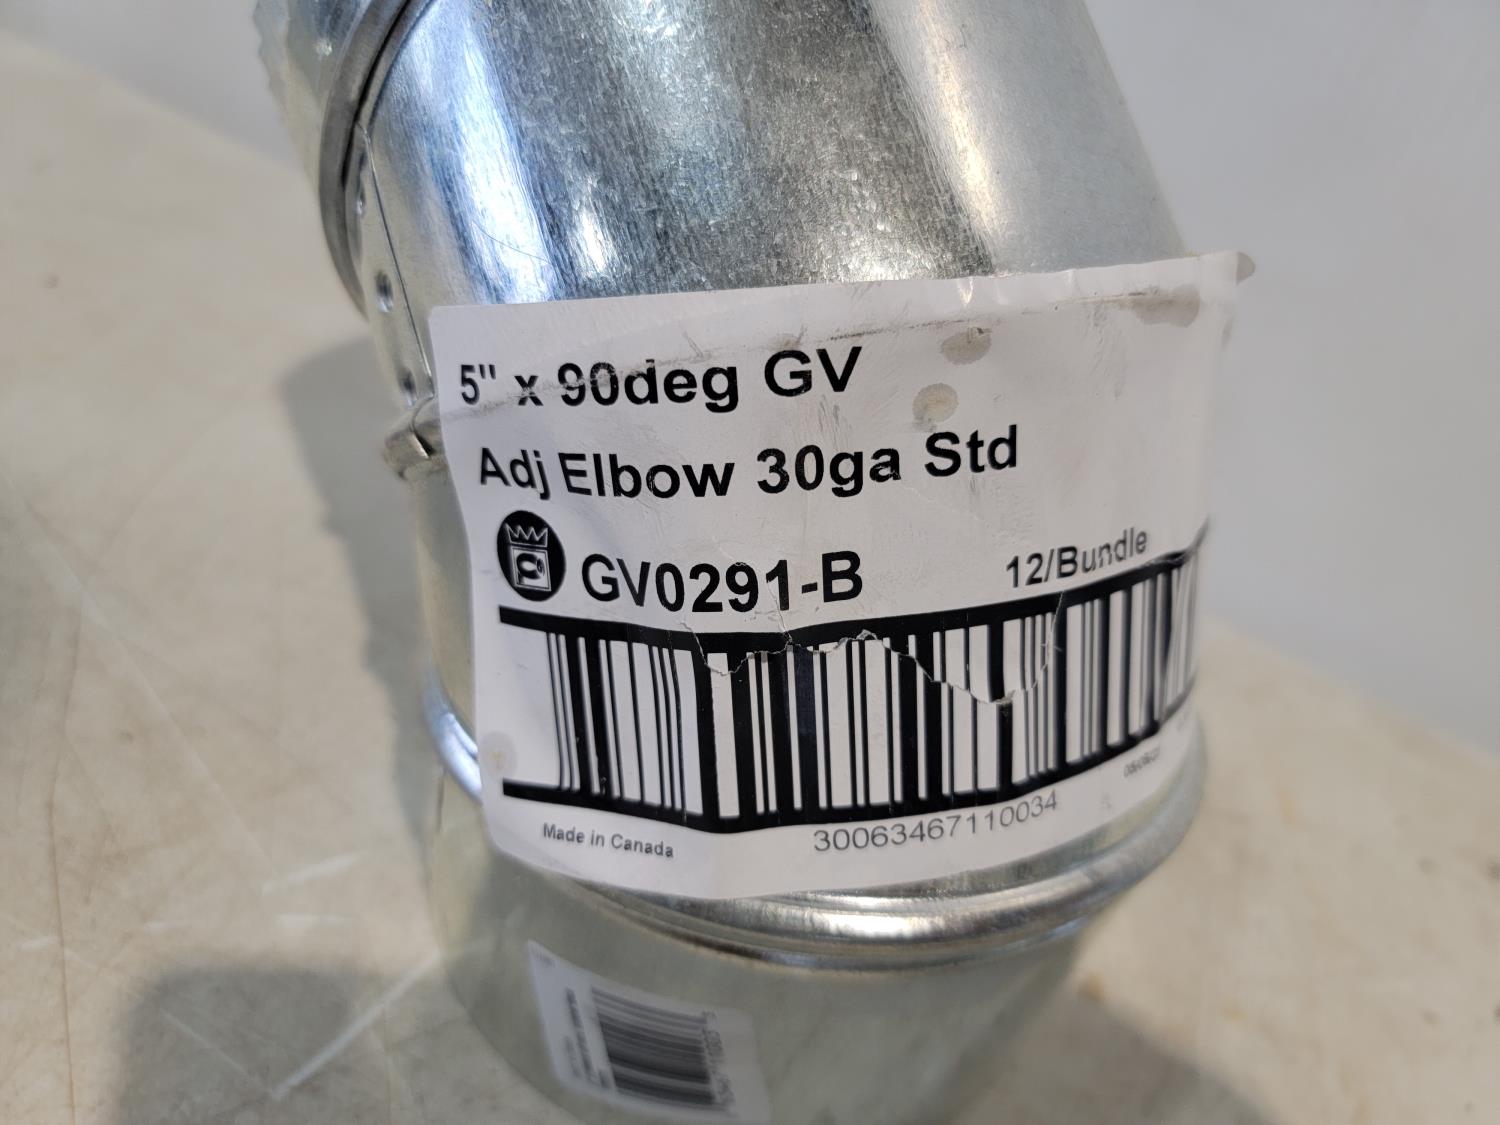 5" x 90deg GV
Adj Elbow 30ga Std
GV0291-B 12/Bundle
Made in Canada
30063467110034